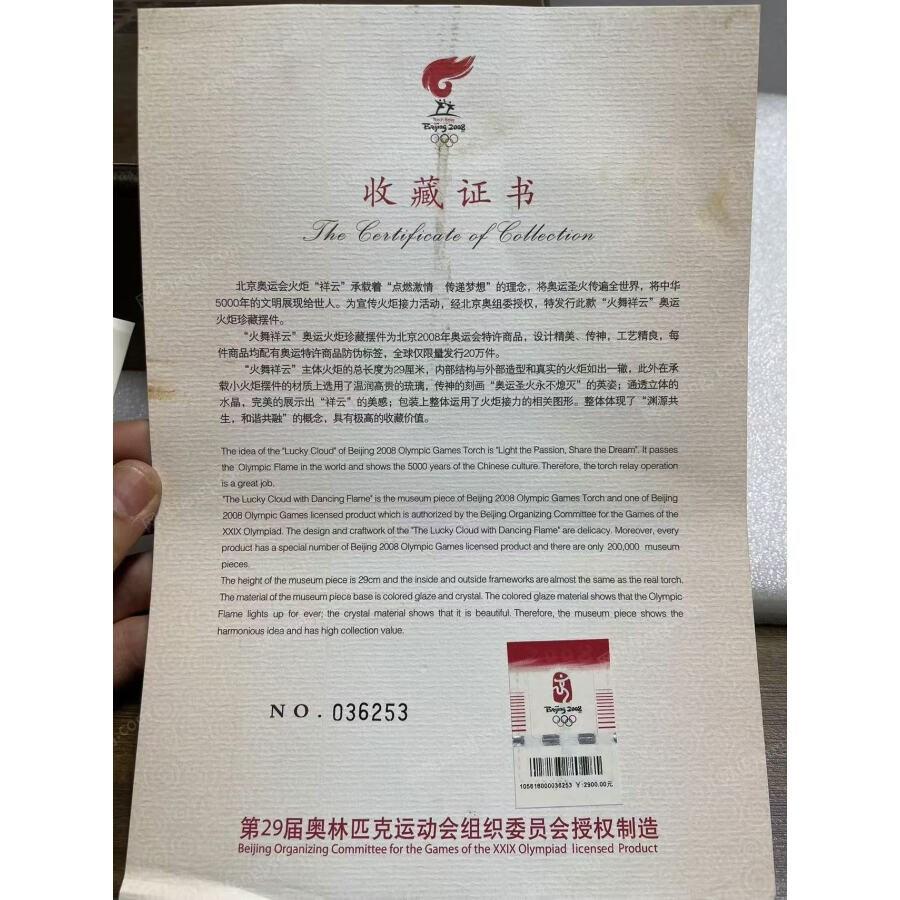 Torch Relay
Beijing 2008
收藏证书
The Certificate of Collection
北京奥运会火炬“祥云”承载着“点燃激情 传递梦想”的理念，将奥运圣火传遍全世界，将中华
5000年的文明展现给世人。为宣传火炬接力活动，经北京奥组委授权，特发行此款“火舞祥云”奥运
火炬珍藏摆件。
“火舞祥云”奥运火炬珍藏摆件为北京2008年奥运会特许商品，设计精美、传神，工艺精良，每
件商品均配有奥运特许商品防伪标签，全球仅限量发行20万件。
“火舞祥云”主体火炬的总长度为29厘米，内部结构与外部造型和真实的火炬如出一辙，此外在承
载小火炬摆件的材质上选用了温润高贵的琉璃，传神的刻画“奥运圣火永不熄灭”的英姿；通透立体的
水晶，完美的展示出“祥云”的美感；包装上整体运用了火炬接力的相关图形。整体体现了“渊源共
生，和谐共融”的概念，具有极高的收藏价值。
The idea of the "Lucky Cloud" of Beijing 2008 Olympic Games Torch is "Light the Passion, Share the Dream". It passes
the Olympic Flame in the world and shows the 5000 years of the Chinese culture. Therefore, the torch relay operation
is a great job.
"The Lucky Cloud with Dancing Flame" is the museum piece of Beijing 2008 Olympic Games Torch and one of Beijing
2008 Olympic Games licensed product which is authorized by the Beijing Organizing Committee for the Games of the
XXIX Olympiad. The design and craftwork of the "The Lucky Cloud with Dancing Flame" are delicacy. Moreover, every
product has a special number of Beijing 2008 Olympic Games licensed product and there are only 200,000 museum
pieces.
The height of the museum piece is 29cm and the inside and outside frameworks are almost the same as the real torch.
The material of the museum piece base is colored glaze and crystal. The colored glaze material shows that the Olympic
Flame lights up for ever; the crystal material shows that it is beautiful. Therefore, the museum piece shows the
harmonious idea and has high collection value.
NO. 036253
Beijing 2008
105618000036253 ￥:2900.00元
第29届奥林匹克运动会组织委员会授权制造
Beijing Organizing Committee for the Games of the XXIX Olympiad licensed Product